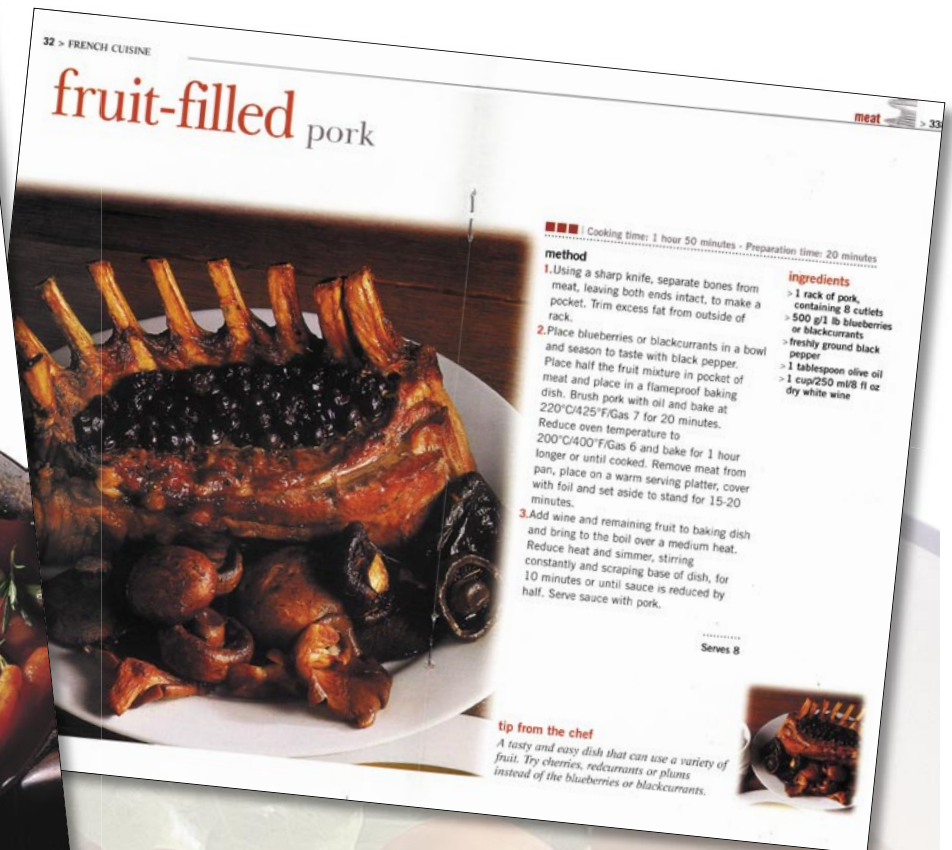 32 > FRENCH CUISINE
fruit-filled pork
meat > 33
Cooking time: 1 hour 50 minutes - Preparation time: 20 minutes
method
1.Using a sharp knife, separate bones from
meat, leaving both ends intact, to make a
pocket. Trim excess fat from outside of
rack.
2.Place blueberries or blackcurrants in a bowl
and season to taste with black pepper.
Place half the fruit mixture in pocket of
meat and place in a flameproof baking
dish. Brush pork with oil and bake at
220°C/425°F/Gas 7 for 20 minutes.
Reduce oven temperature to
200°C/400°F/Gas 6 and bake for 1 hour
longer or until cooked. Remove meat from
pan, place on a warm serving platter, cover
with foil and set aside to stand for 15-20
minutes.
3.Add wine and remaining fruit to baking dish
and bring to the boil over a medium heat.
Reduce heat and simmer, stirring
constantly and scraping base of dish, for
10 minutes or until sauce is reduced by
half. Serve sauce with pork.
Serves 8
ingredients
> 1 rack of pork,
containing 8 cutlets
> 500 g/1 lb blueberries
or blackcurrants
> freshly ground black
pepper
> 1 tablespoon olive oil
> 1 cup/250 ml/8 fl oz
dry white wine
tip from the chef
A tasty and easy dish that can use a variety of
fruit. Try cherries, redcurrants or plums
instead of the blueberries or blackcurrants.